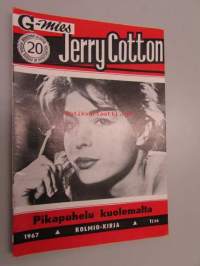 G-mies
Jerry Cotton
20
Pikapuhelu kuolemalta
1967 ▲ KOLMIO-KIRJA ▲